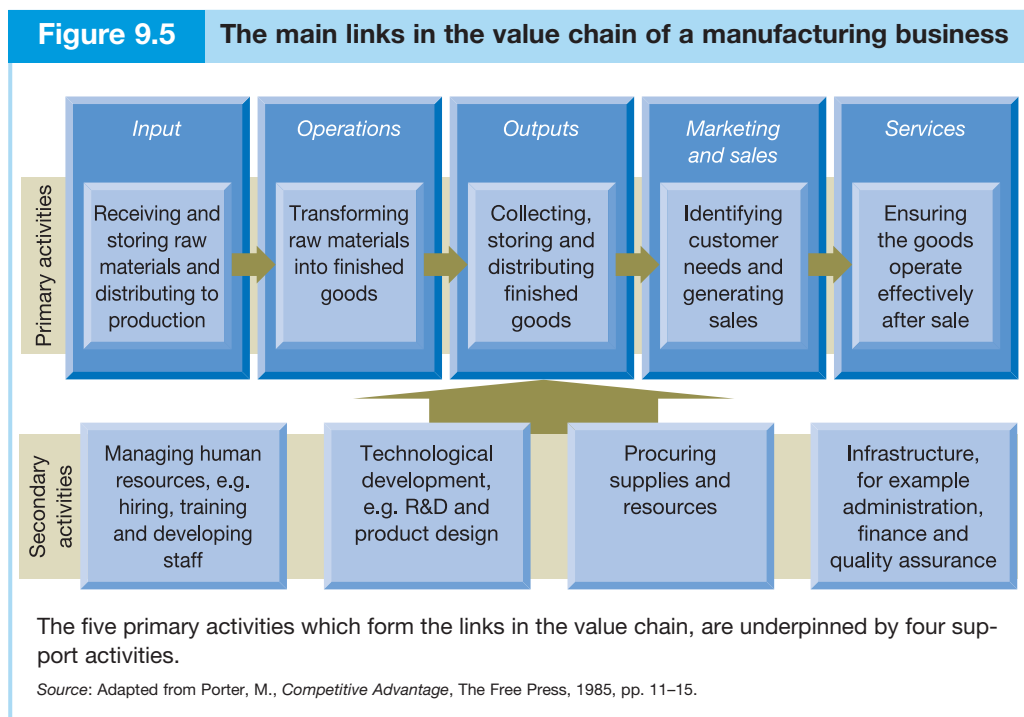 Figure 9.5 The main links in the value chain of a manufacturing business
Primary activities
Input
Receiving and
storing raw
materials and
distributing to
production
Operations
Transforming
raw materials
into finished
goods
Outputs
Collecting,
storing and
distributing
finished
goods
Marketing
and sales
Identifying
customer
needs and
generating
sales
Services
Ensuring
the goods
operate
effectively
after sale
Secondary
activities
Managing human
resources, e.g.
hiring, training
and developing
staff
Technological
development,
e.g. R&D and
product design
Procuring
supplies and
resources
Infrastructure,
for example
administration,
finance and
quality assurance
The five primary activities which form the links in the value chain, are underpinned by four sup-
port activities.
Source: Adapted from Porter, M., Competitive Advantage, The Free Press, 1985, pp. 11–15.